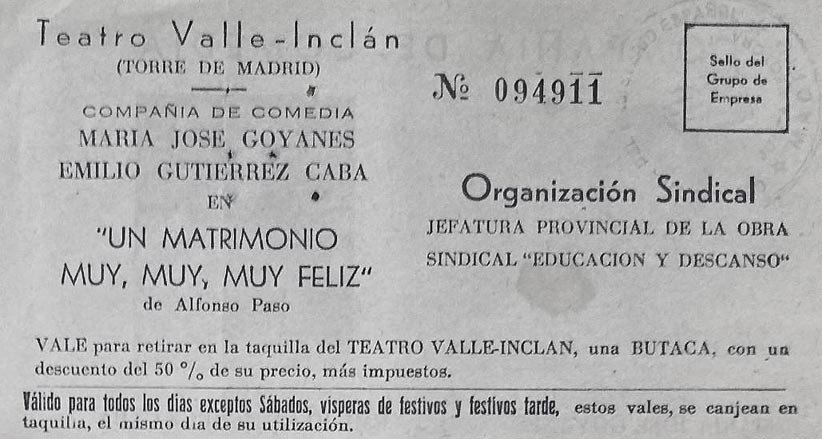 Teatro Valle-Inclán
(TORRE DE MADRID)
COMPAÑIA DE COMEDIA
MARIA JOSE GOYANES
EMILIO GUTIERREZ CABA
EN
"UN MATRIMONIO
MUY, MUY, MUY FELIZ"
de Alfonso Paso
Nº 094911
Sello del
Grupo de
Empresa
Organización Sindical
JEFATURA PROVINCIAL DE LA OBRA
SINDICAL "EDUCACION Y DESCANSO"
VALE para retirar en la taquilla del TEATRO VALLE-INCLAN, una BUTACA, con un
descuento del 50 % de su precio, más impuestos.
Válido para todos los dias exceptos Sábados, vísperas de festivos y festivos tarde, estos vales, se canjean en
taquilla, el mismo dia de su utilización.